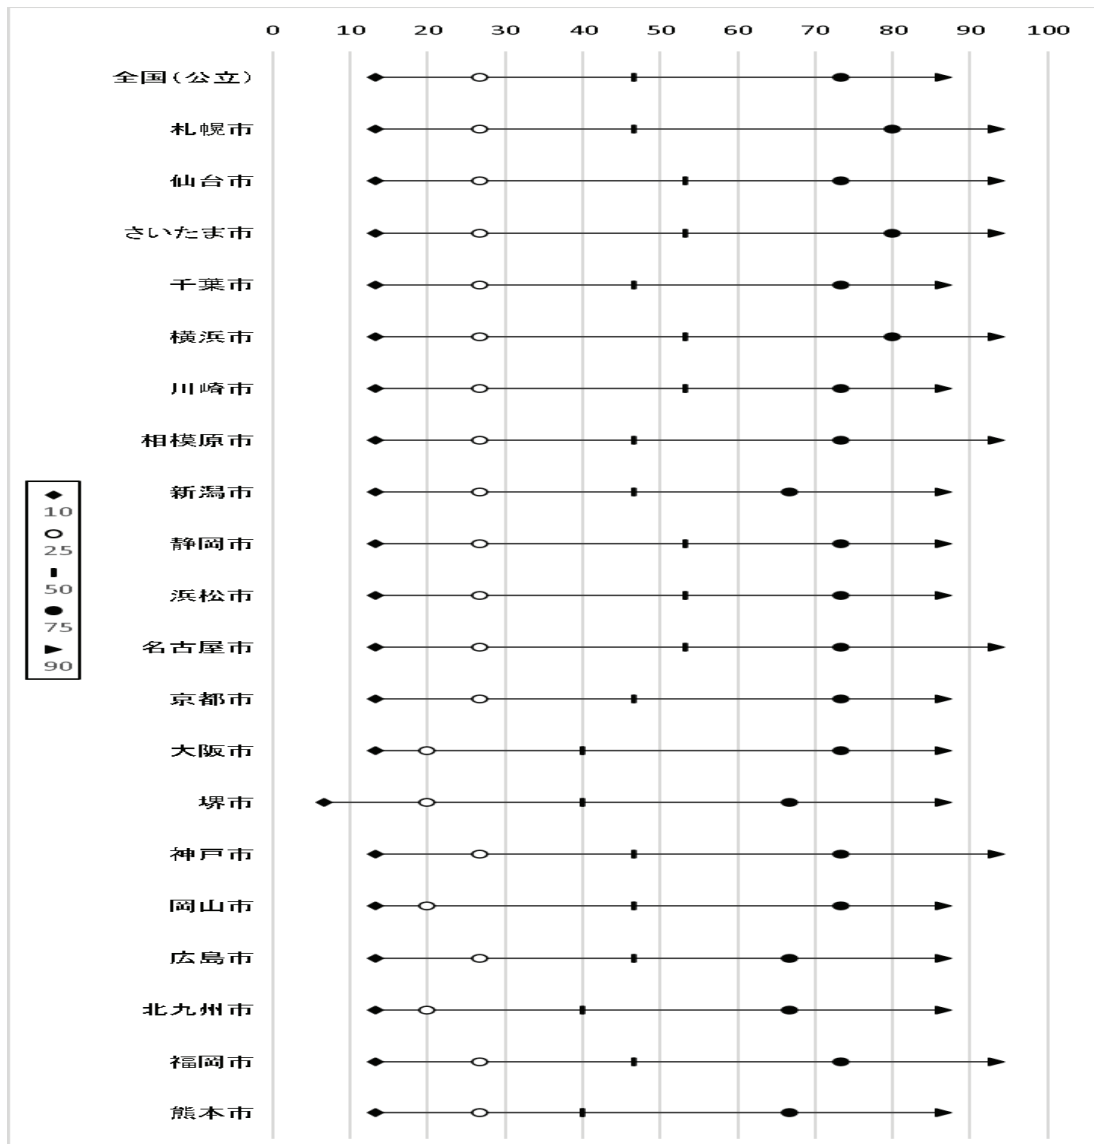 0 10 20 30 40 50 60 70 80 90 100
全国(公立)
札幌市
仙台市
さいたま市
千葉市
横浜市
川崎市
相模原市
新潟市
静岡市
浜松市
名古屋市
京都市
大阪市
堺市
神戸市
岡山市
広島市
北九州市
福岡市
熊本市
10
25
50
75
90